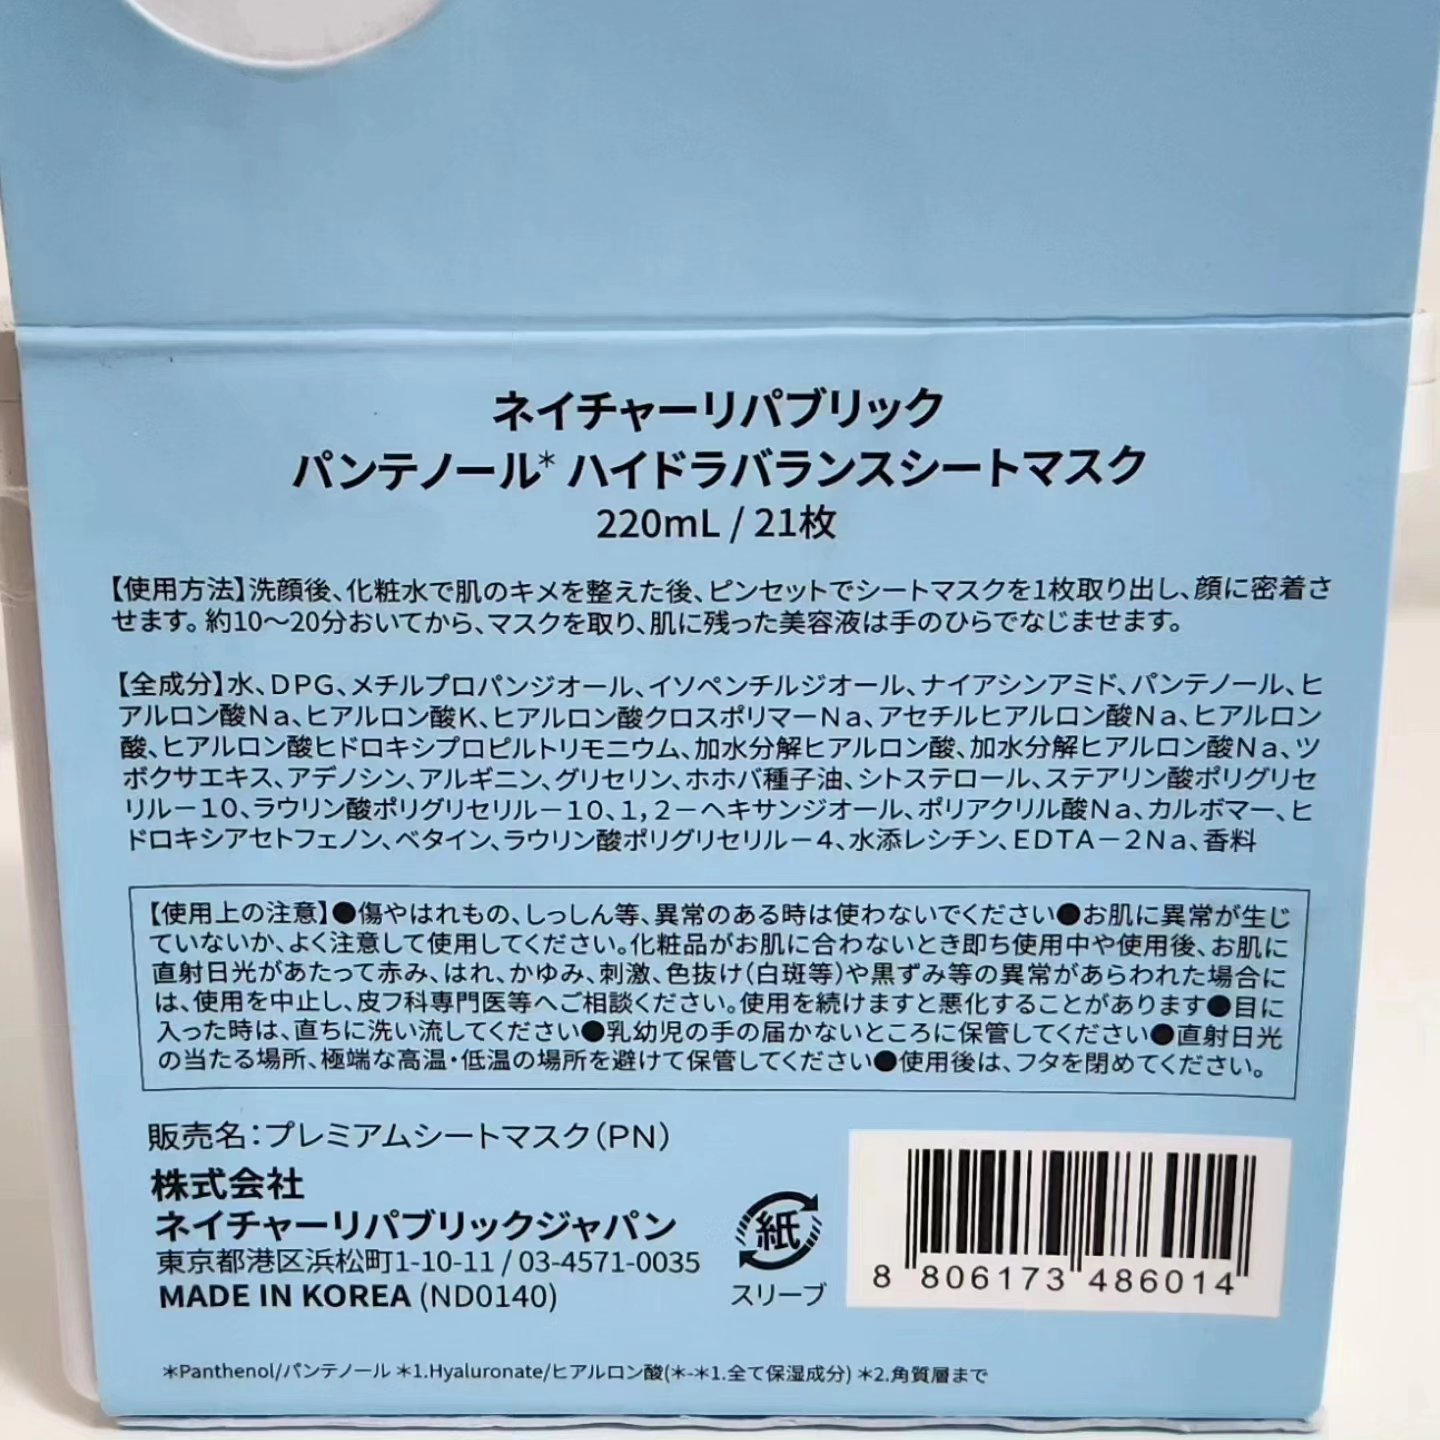 ネイチャーリパブリック
パンテノール* ハイドラバランスシートマスク
220mL / 21枚
【使用方法】洗顔後、化粧水で肌のキメを整えた後、ピンセットでシートマスクを1枚取り出し、顔に密着さ
せます。約10〜20分おいてから、マスクを取り、肌に残った美容液は手のひらでなじませます。
【全成分】水、DPG、メチルプロパンジオール、イソペンチルジオール、ナイアシンアミド、パンテノール、ヒ
アルロン酸Na、ヒアルロン酸K、ヒアルロン酸クロスポリマーNa、アセチルヒアルロン酸Na、ヒアルロン
酸、ヒアルロン酸ヒドロキシプロピルトリモニウム、加水分解ヒアルロン酸、加水分解ヒアルロン酸Na、ツ
ボクサエキス、アデノシン、アルギニン、グリセリン、ホホバ種子油、シトステロール、ステアリン酸ポリグリセ
リル－10、ラウリン酸ポリグリセリル－10、1,2－ヘキサンジオール、ポリアクリル酸Na、カルボマー、ヒ
ドロキシアセトフェノン、ベタイン、ラウリン酸ポリグリセリル－4、水添レシチン、EDTA－2Na、香料
【使用上の注意】●傷やはれもの、しっしん等、異常のある時は使わないでください●お肌に異常が生じ
ていないか、よく注意して使用してください。化粧品がお肌に合わないとき即ち使用中や使用後、お肌に
直射日光があたって赤み、はれ、かゆみ、刺激、色抜け(白斑等)や黒ずみ等の異常があらわれた場合に
は、使用を中止し、皮フ科専門医等へご相談ください。使用を続けますと悪化することがあります●目に
入った時は、直ちに洗い流してください●乳幼児の手の届かないところに保管してください●直射日光
の当たる場所、極端な高温・低温の場所を避けて保管してください●使用後は、フタを閉めてください。
販売名：プレミアムシートマスク(PN)
株式会社
ネイチャーリパブリックジャパン
東京都港区浜松町1-10-11 / 03-4571-0035
MADE IN KOREA (ND0140)
紙
スリーブ
8 806173 486014
*Panthenol/パンテノール *1.Hyaluronate/ヒアルロン酸(*-*1.全て保湿成分) *2.角質層まで